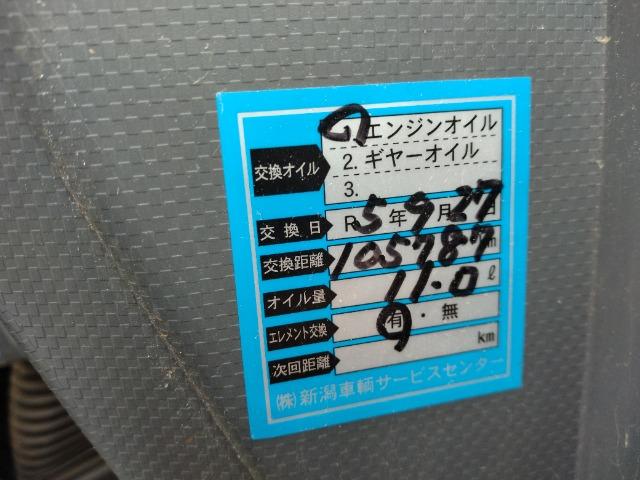 交換オイル 1. エンジンオイル
2. ギヤーオイル
3.
交換日 R 5年 9月 27日
交換距離 105787 km
オイル量 11.0 ℓ
エレメント交換 有・無
次回距離 km
㈱新潟車輌サービスセンター